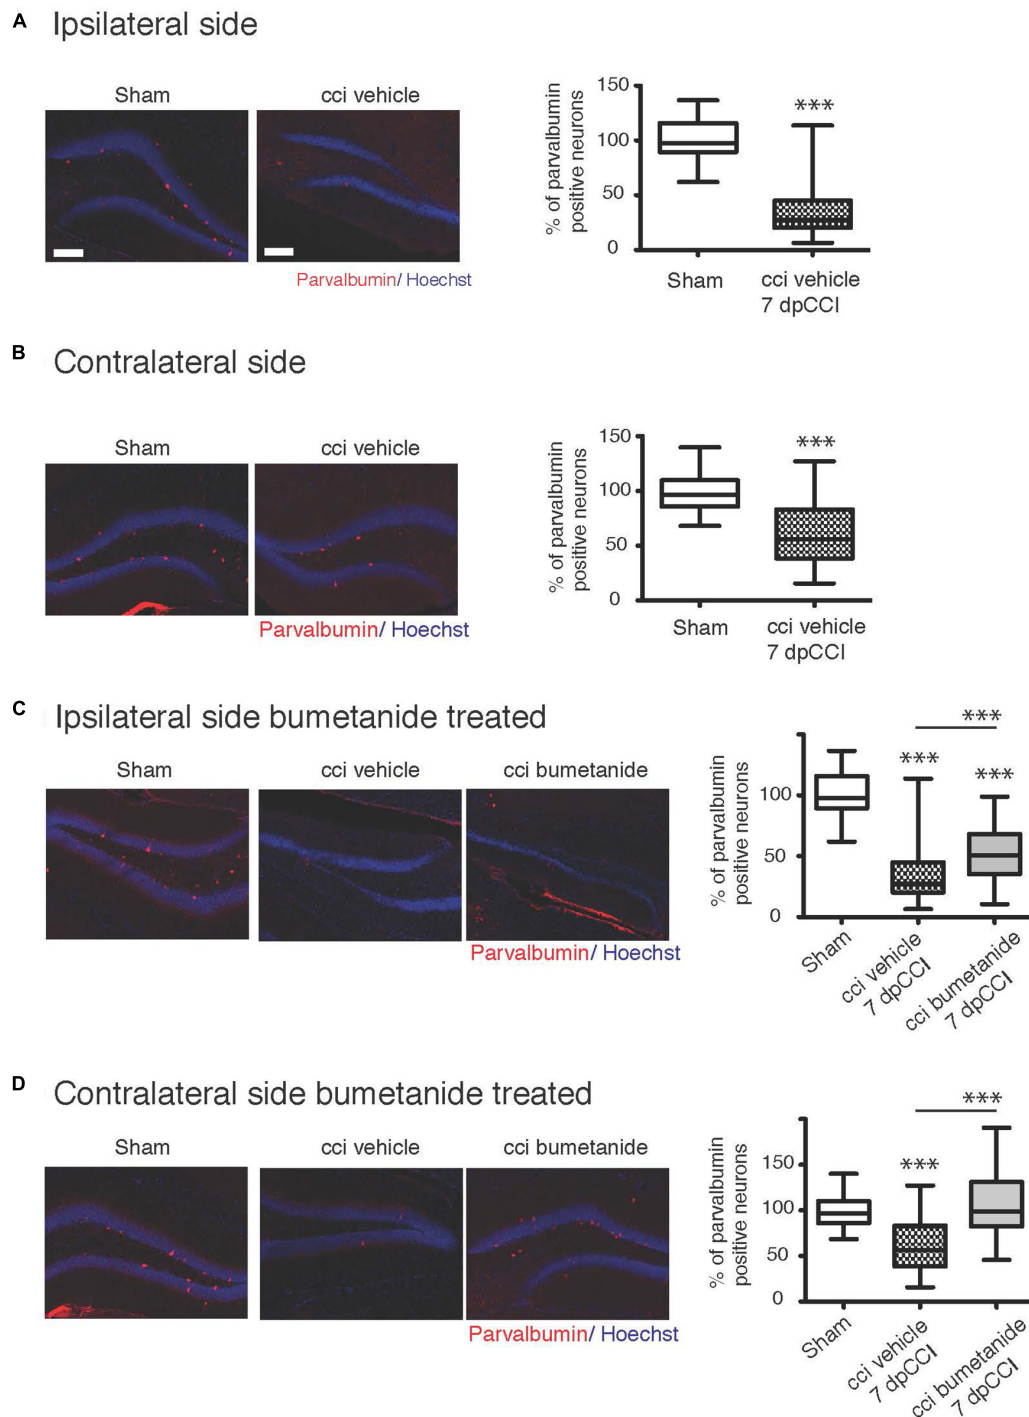 A Ipsilateral side
Sham
cci vehicle
Parvalbumin/ Hoechst
% of parvalbumin
positive neurons
150
100
50
0
***
Sham
cci vehicle
7 dpCCI
B Contralateral side
Sham
cci vehicle
Parvalbumin/ Hoechst
% of parvalbumin
positive neurons
150
100
50
0
***
Sham
cci vehicle
7 dpCCI
C Ipsilateral side bumetanide treated
Sham
cci vehicle
cci bumetanide
Parvalbumin/ Hoechst
% of parvalbumin
positive neurons
100
50
0
***
***
***
Sham
cci vehicle
7 dpCCI
cci bumetanide
7 dpCCI
D Contralateral side bumetanide treated
Sham
cci vehicle
cci bumetanide
Parvalbumin/ Hoechst
% of parvalbumin
positive neurons
150
100
50
0
***
***
Sham
cci vehicle
7 dpCCI
cci bumetanide
7 dpCCI